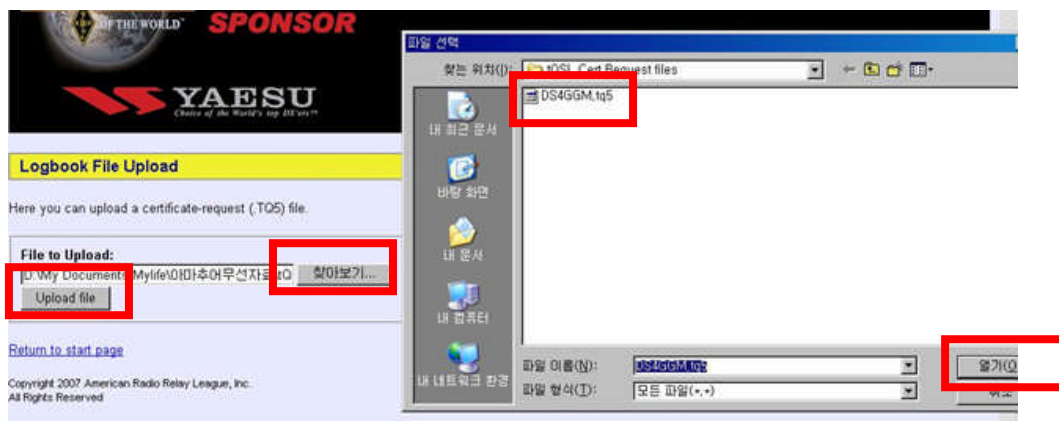 OF THE WORLD
SPONSOR
YAESU
Choice of the World's top DX'ers
Logbook File Upload
Here you can upload a certificate-request (.TQ5) file.
File to Upload:
D:\My Documents\Mylife\아마추어무선자료\tQ
찾아보기...
Upload file
Return to start page
Copyright 2007 American Radio Relay League, Inc.
All Rights Reserved
파일 선택
찾는 위치(I):
tQSL Cert Request files
DS4GGM.tq5
내 최근 문서
바탕 화면
내 문서
내 컴퓨터
내 네트워크 환경
파일 이름(N):
DS4GGM.tq5
열기(O
파일 형식(T):
모든 파일(*.*)
취소